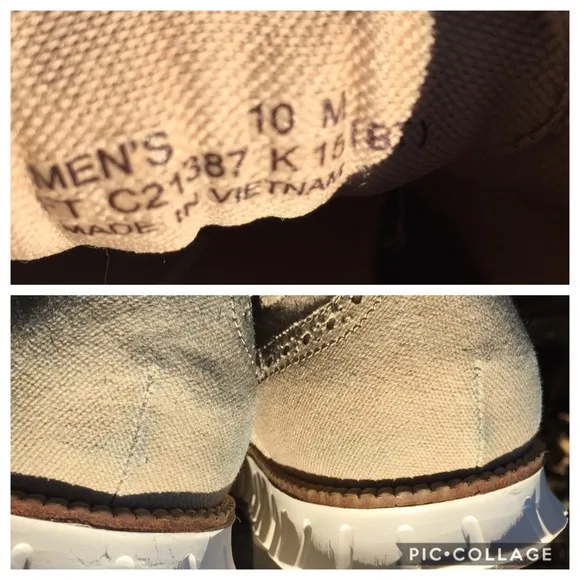 10 M
MEN'S
C21387 K 15
MADE IN VIETNAM
PIC•COLLAGE